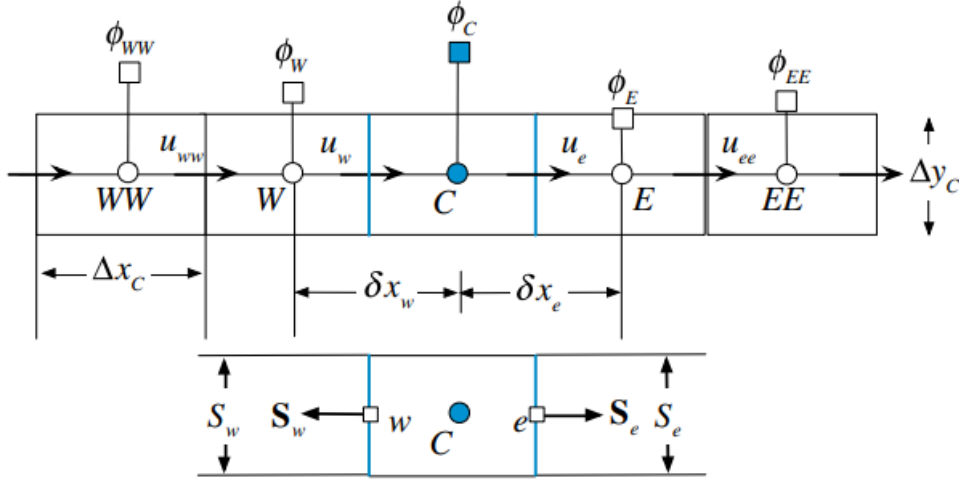 ϕ_C
ϕ_WW ϕ_W ϕ_E ϕ_EE
u_ww u_w u_e u_ee
WW W C E EE Δy_C
Δx_C δx_w δx_e
S_w S_w w C e S_e S_e